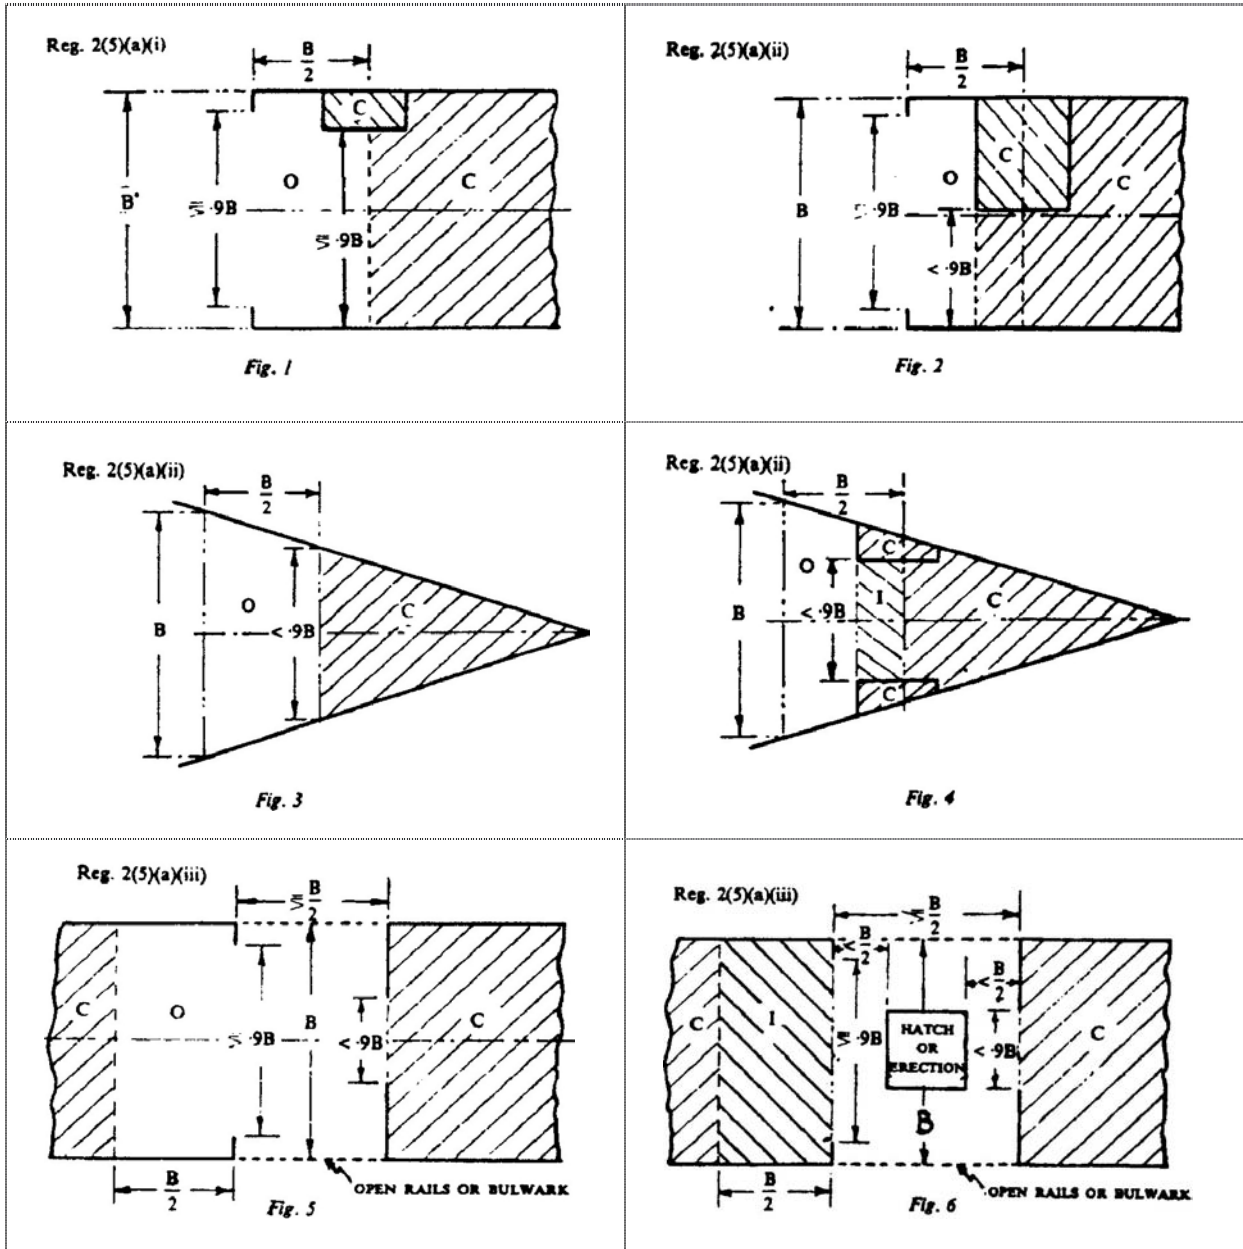 Reg. 2(5)(a)(i)
B
2
C
B
≥ ·9B
O
≥ ·9B
C
Fig. 1
Reg. 2(5)(a)(ii)
B
2
C
C
O
B
≥ ·9B
< ·9B
Fig. 2
Reg. 2(5)(a)(ii)
B
2
O
C
B
< ·9B
Fig. 3
Reg. 2(5)(a)(ii)
B
2
C
O
I
C
B
< ·9B
C
Fig. 4
Reg. 2(5)(a)(iii)
≥ B
2
C
O
C
≥ ·9B
B
< ·9B
B
2
OPEN RAILS OR BULWARK
Fig. 5
Reg. 2(5)(a)(iii)
B
2
< B
2
< B
2
C
I
≥ ·9B
HATCH
OR
ERECTION
< ·9B
C
B
B
2
OPEN RAILS OR BULWARK
Fig. 6